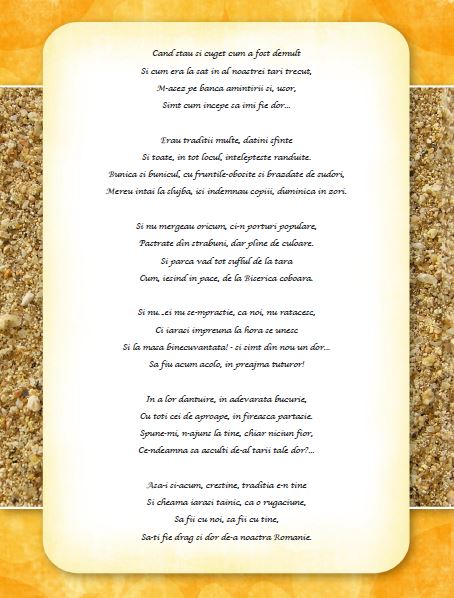 Cand stau si cuget cum a fost demult
Si cum era la sat in al noastrei tari trecut,
M-asez pe banca amintirii si, usor,
Simt cum incepe sa imi fie dor...
Erau traditii multe, datini sfinte
Si toate, in tot locul, intelepteste randuite.
Bunica si bunicul, cu fruntile-obosite si brazdate de sudori,
Mereu intai la slujba, isi indemnau copiii, duminica in zori.
Si nu mergeau oricum, ci-n porturi populare,
Pastrate din strabuni, dar pline de culoare.
Si parca vad tot sufful de la tara
Cum, iesind in pace, de la Biserica coboara.
Si nu...ei nu se-mprastie, ca noi, nu ratacesc,
Ci iarasi impreuna la hora se unesc
Si la masa binecuvantata! - si simt din nou un dor...
Sa fiu acum acolo, in preajma tuturor!
In a lor dantuire, in adevarata bucurie,
Cu toti cei de aproape, in fireasca partasie.
Spune-mi, n-ajuns la tine, chiar niciun fior,
Ce-ndeamna sa asculti de-al tarii tale dor?...
Asa-i si-acum, crestine, traditia e-n tine
Si cheama iarasi tainic, ca o rugaciune,
Sa fii cu noi, sa fii cu tine,
Sa-ti fie drag si dor de-a noastra Romanie.